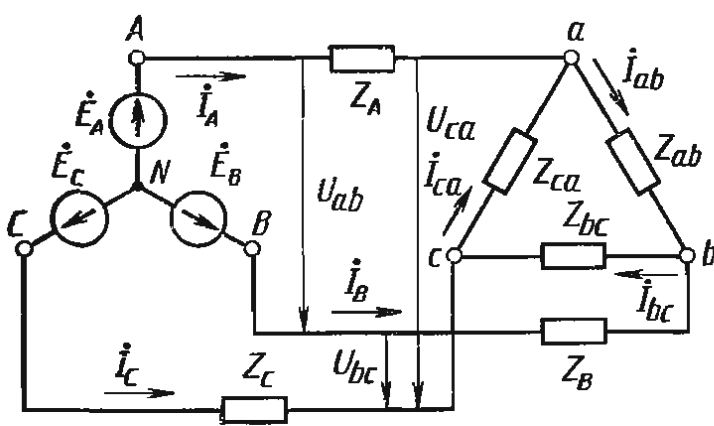 A
a
İ_A
Z_A
İ_ab
Ė_A
U_ca
Z_ab
Ė_C
N
Ė_B
İ_ca
Z_ca
U_ab
C
B
Z_bc
c
b
İ_B
İ_bc
İ_C
Z_C
U_bc
Z_B